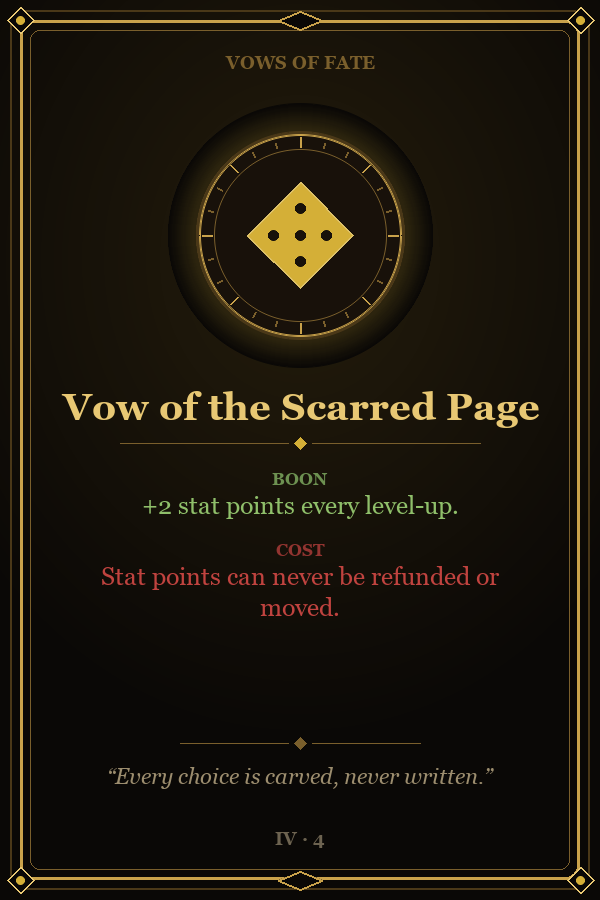 VOWS OF FATE
Vow of the Scarred Page
BOON
+2 stat points every level-up.
COST
Stat points can never be refunded or
moved.
“Every choice is carved, never written.”
IV · 4